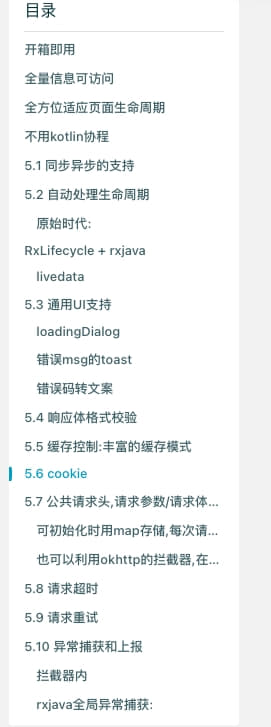 目录
开箱即用
全量信息可访问
全方位适应页面生命周期
不用kotlin协程
5.1 同步异步的支持
5.2 自动处理生命周期
原始时代:
RxLifecycle + rxjava
livedata
5.3 通用UI支持
loadingDialog
错误msg的toast
错误码转文案
5.4 响应体格式校验
5.5 缓存控制:丰富的缓存模式
5.6 cookie
5.7 公共请求头,请求参数/请求体...
可初始化时用map存储,每次请...
也可以利用okhttp的拦截器,在...
5.8 请求超时
5.9 请求重试
5.10 异常捕获和上报
拦截器内
rxjava全局异常捕获: